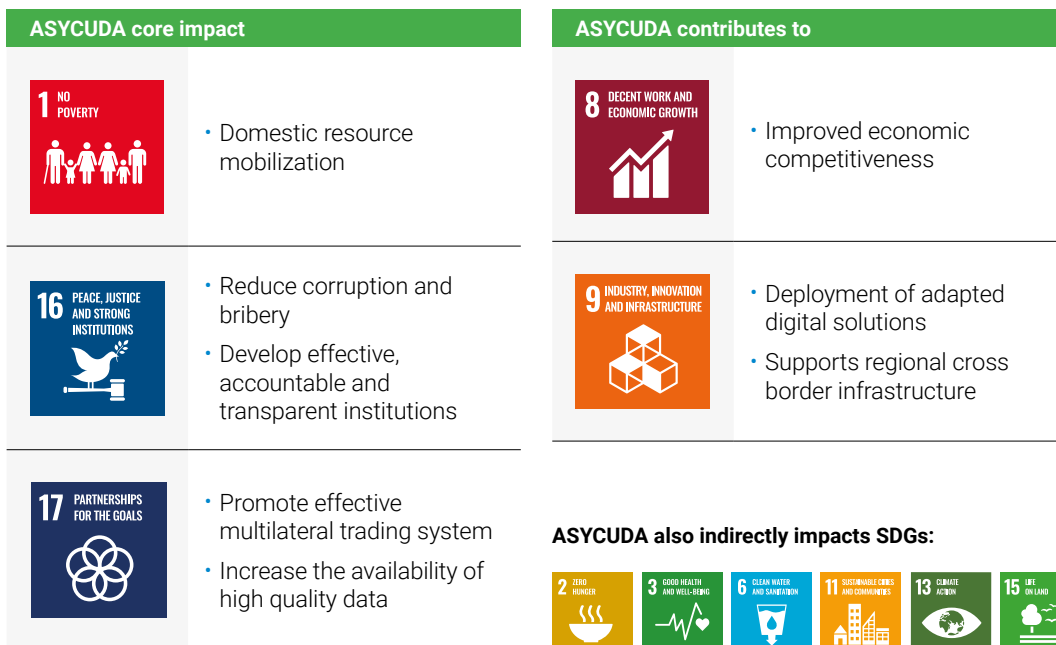 ASYCUDA core impact
1 NO
POVERTY
• Domestic resource
mobilization
16 PEACE, JUSTICE
AND STRONG
INSTITUTIONS
• Reduce corruption and
bribery
• Develop effective,
accountable and
transparent institutions
17 PARTNERSHIPS
FOR THE GOALS
• Promote effective
multilateral trading system
• Increase the availability of
high quality data
ASYCUDA contributes to
8 DECENT WORK AND
ECONOMIC GROWTH
• Improved economic
competitiveness
9 INDUSTRY, INNOVATION
AND INFRASTRUCTURE
• Deployment of adapted
digital solutions
• Supports regional cross
border infrastructure
ASYCUDA also indirectly impacts SDGs:
2 ZERO
HUNGER
3 GOOD HEALTH
AND WELL-BEING
6 CLEAN WATER
AND SANITATION
11 SUSTAINABLE CITIES
AND COMMUNITIES
13 CLIMATE
ACTION
15 LIFE
ON LAND